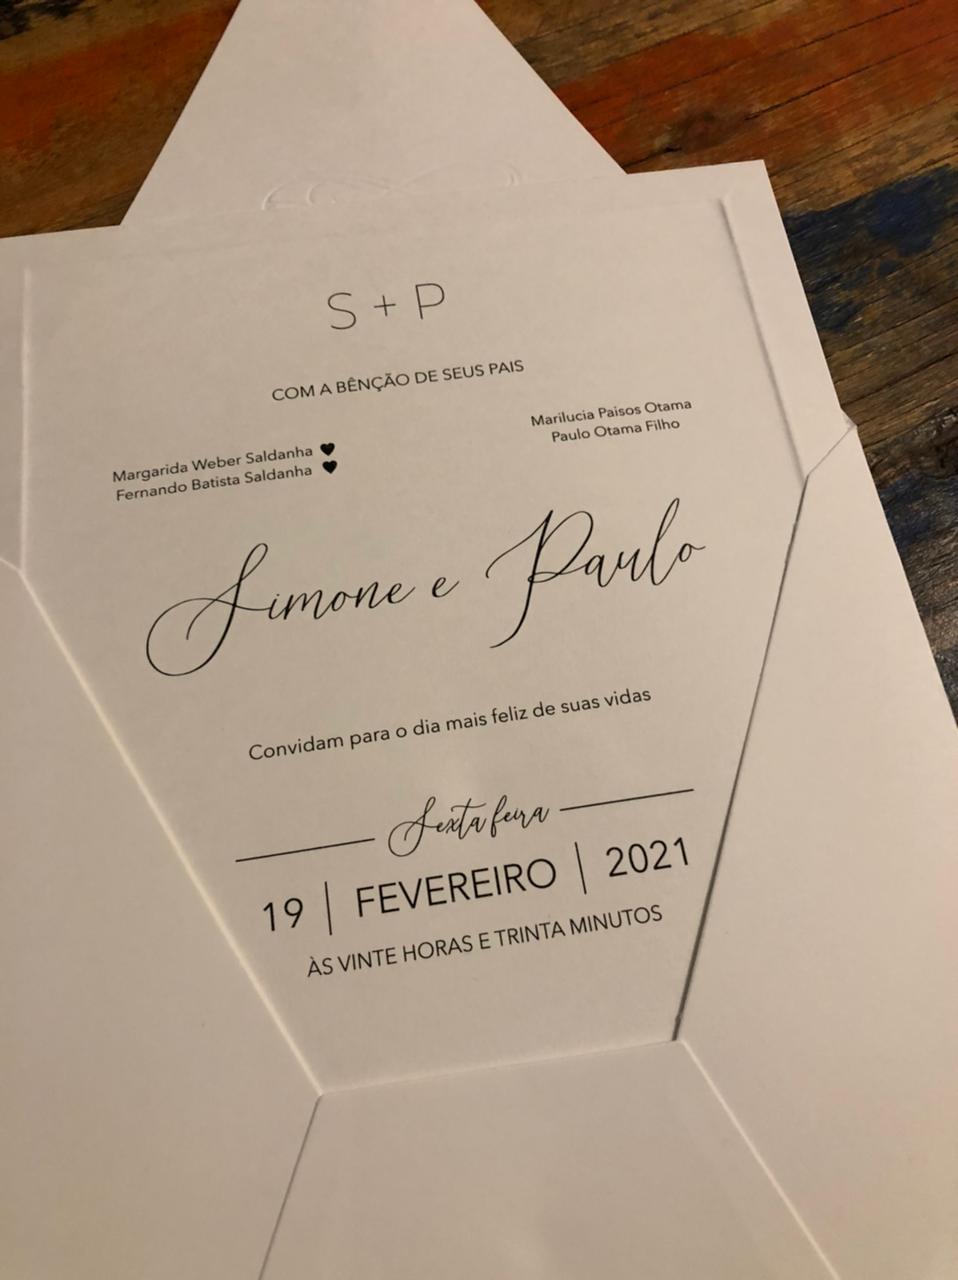 S + P
COM A BÊNÇÃO DE SEUS PAIS
Margarida Weber Saldanha ♥
Fernando Batista Saldanha ♥
Marilucia Paisos Otama
Paulo Otama Filho
Simone e Paulo
Convidam para o dia mais feliz de suas vidas
Sexta feira
19 | FEVEREIRO | 2021
ÀS VINTE HORAS E TRINTA MINUTOS